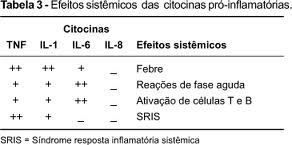 Tabela 3 - Efeitos sistêmicos das citocinas pró-inflamatórias.
Citocinas
TNF IL-1 IL-6 IL-8 Efeitos sistêmicos
++ ++ + _ Febre
+ + ++ _ Reações de fase aguda
+ + ++ _ Ativação de células T e B
++ + _ _ SRIS
SRIS = Síndrome resposta inflamatória sistêmica